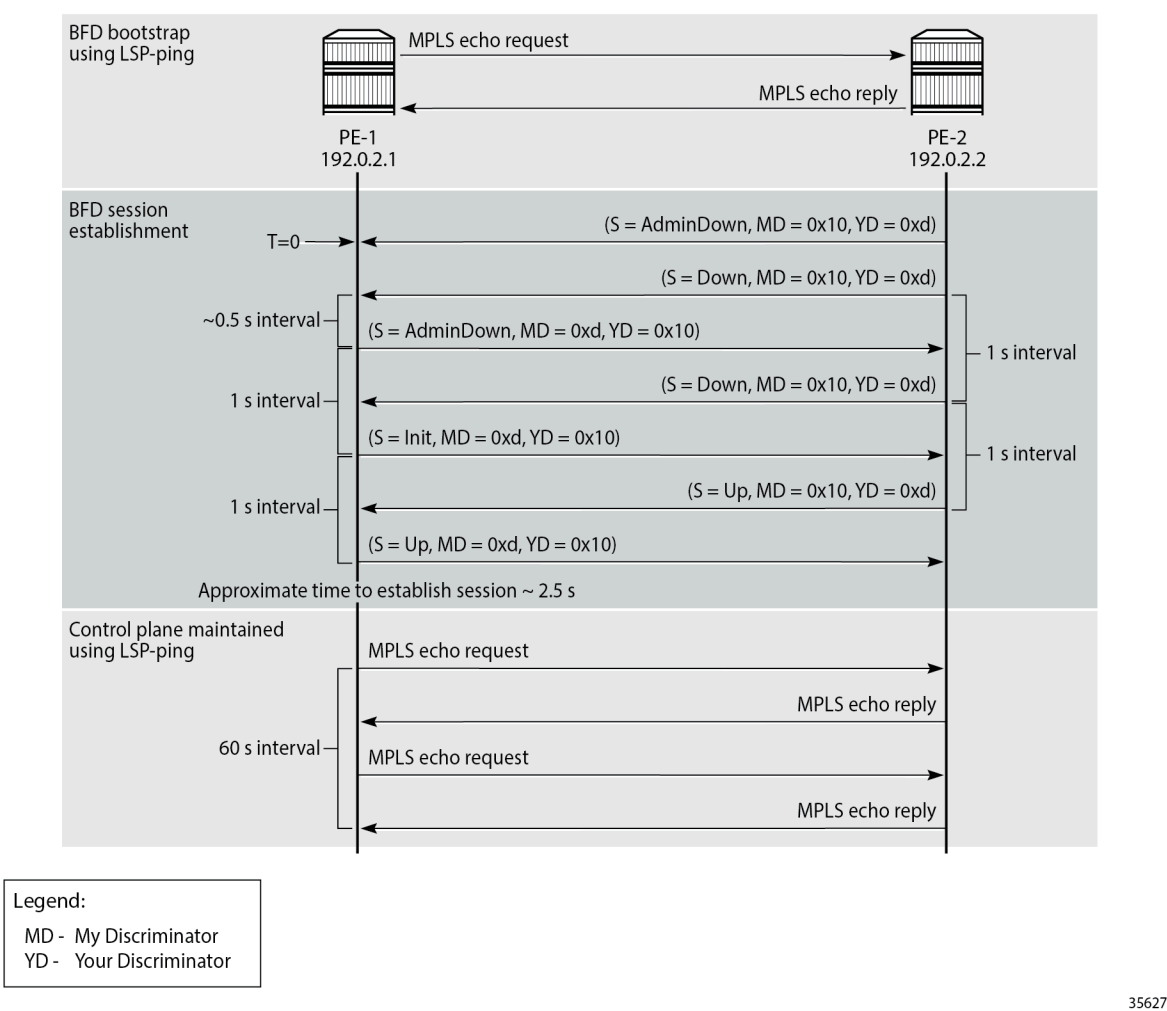 BFD bootstrap
using LSP-ping
MPLS echo request
MPLS echo reply
PE-1
192.0.2.1
PE-2
192.0.2.2
BFD session
establishment
T=0
(S = AdminDown, MD = 0x10, YD = 0xd)
(S = Down, MD = 0x10, YD = 0xd)
~0.5 s interval
(S = AdminDown, MD = 0xd, YD = 0x10)
1 s interval
(S = Down, MD = 0x10, YD = 0xd)
1 s interval
(S = Init, MD = 0xd, YD = 0x10)
1 s interval
(S = Up, MD = 0x10, YD = 0xd)
1 s interval
(S = Up, MD = 0xd, YD = 0x10)
Approximate time to establish session ~ 2.5 s
Control plane maintained
using LSP-ping
MPLS echo request
MPLS echo reply
60 s interval
MPLS echo request
MPLS echo reply
Legend:
MD - My Discriminator
YD - Your Discriminator
35627